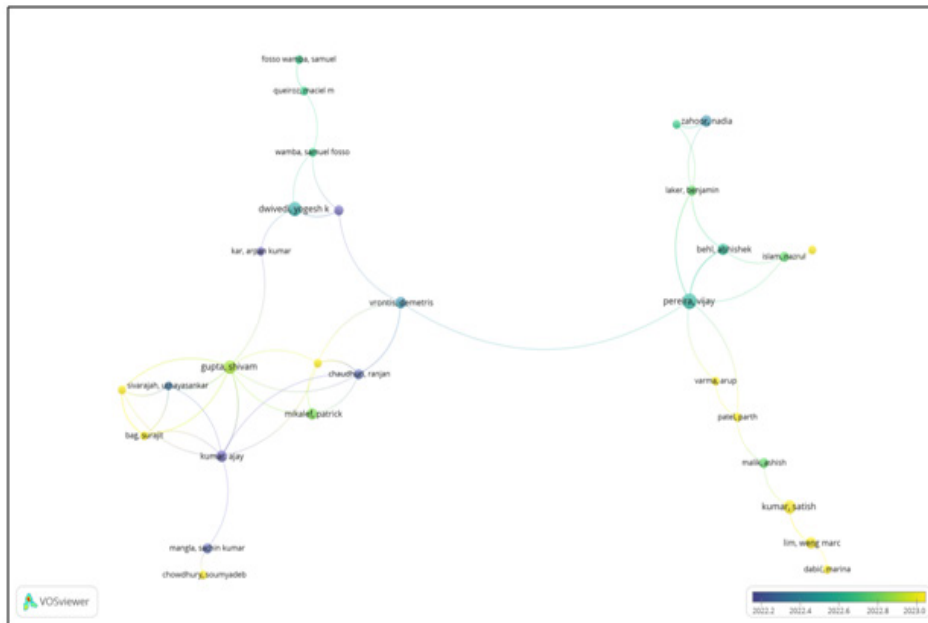 fosso wamba, samuel
queiroz, maciel m
zahoor, nadia
wamba, samuel fosso
laker, benjamin
dwivedi, yogesh k
kar, arpan kumar
behl, abhishek
islam, nazrul
vrontis, demetris
pereira, vijay
gupta, shivam
chaudhuri, ranjan
sivarajah, uthayasankar
varma, arup
mikalef, patrick
patel, parth
bag, surajit
kumar, ajay
malik, ashish
kumar, satish
mangla, sachin kumar
lim, weng marc
chowdhury, soumyadeb
dabić, marina
VOSviewer
2022.2 2022.4 2022.6 2022.8 2023.0